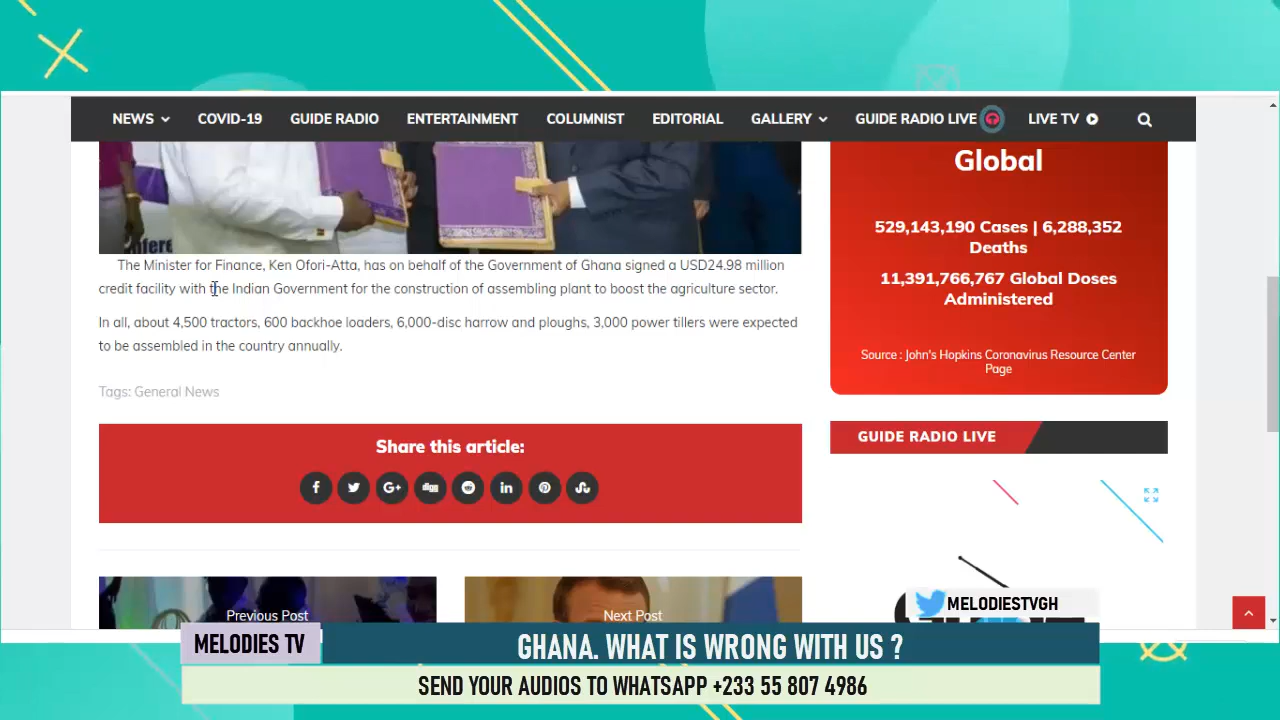 NEWS COVID-19 GUIDE RADIO ENTERTAINMENT COLUMNIST EDITORIAL GALLERY GUIDE RADIO LIVE LIVE TV
The Minister for Finance, Ken Ofori-Atta, has on behalf of the Government of Ghana signed a USD24.98 million
credit facility with the Indian Government for the construction of assembling plant to boost the agriculture sector.
In all, about 4,500 tractors, 600 backhoe loaders, 6,000-disc harrow and ploughs, 3,000 power tillers were expected
to be assembled in the country annually.
Tags: General News
Share this article:
G+
digg
in
Previous Post
Next Post
Global
529,143,190 Cases | 6,288,352
Deaths
11,391,766,767 Global Doses
Administered
Source : John's Hopkins Coronavirus Resource Center
Page
GUIDE RADIO LIVE
MELODIESTVGH
MELODIES TV
GHANA. WHAT IS WRONG WITH US ?
SEND YOUR AUDIOS TO WHATSAPP +233 55 807 4986